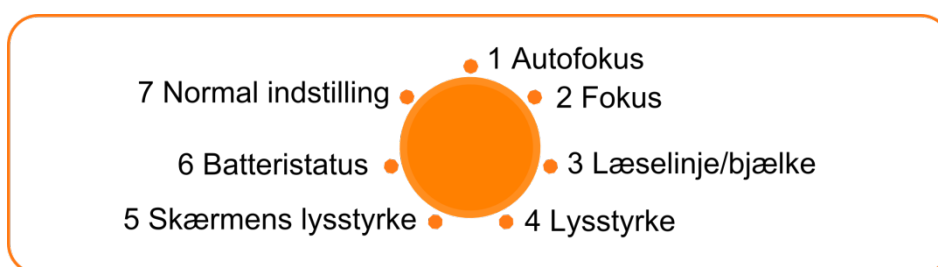 1 Autofokus
2 Fokus
3 Læselinje/bjælke
4 Lysstyrke
5 Skærmens lysstyrke
6 Batteristatus
7 Normal indstilling